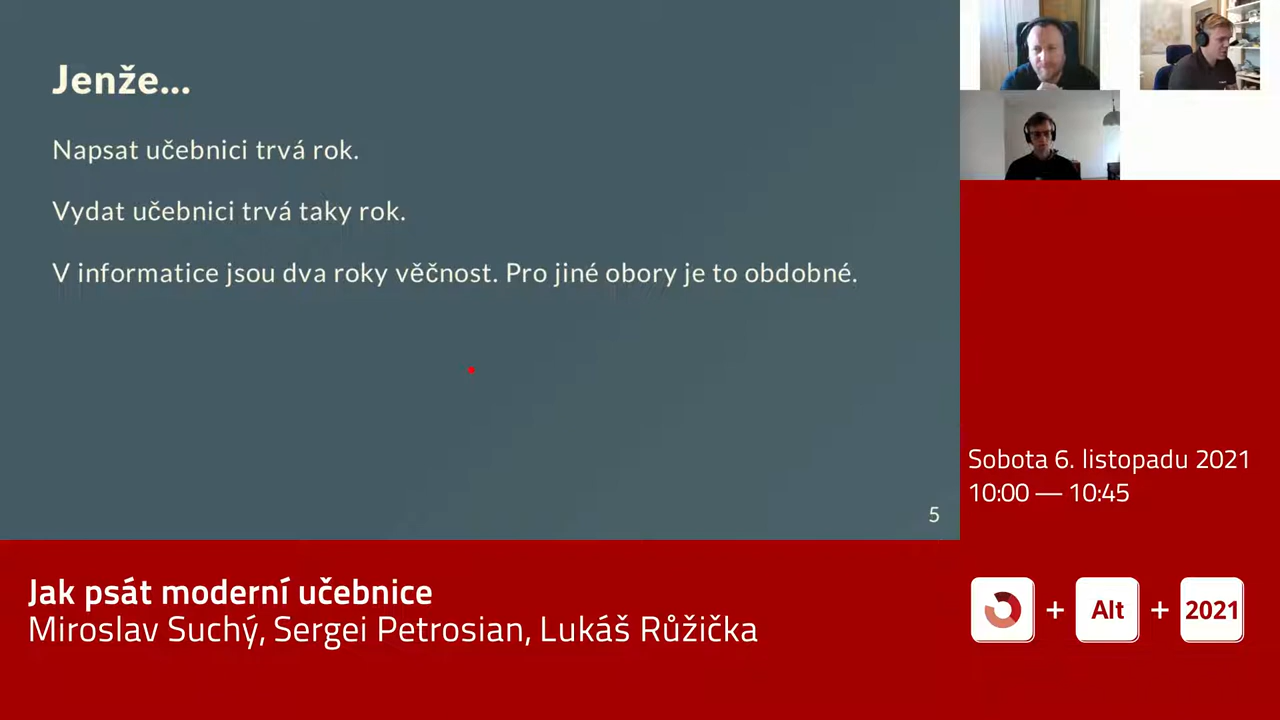 Jenže...
Napsat učebnici trvá rok.
Vydat učebnici trvá taky rok.
V informatice jsou dva roky věčnost. Pro jiné obory je to obdobné.
5
Sobota 6. listopadu 2021
10:00 — 10:45
Jak psát moderní učebnice
Miroslav Suchý, Sergei Petrosian, Lukáš Růžička
+ Alt + 2021